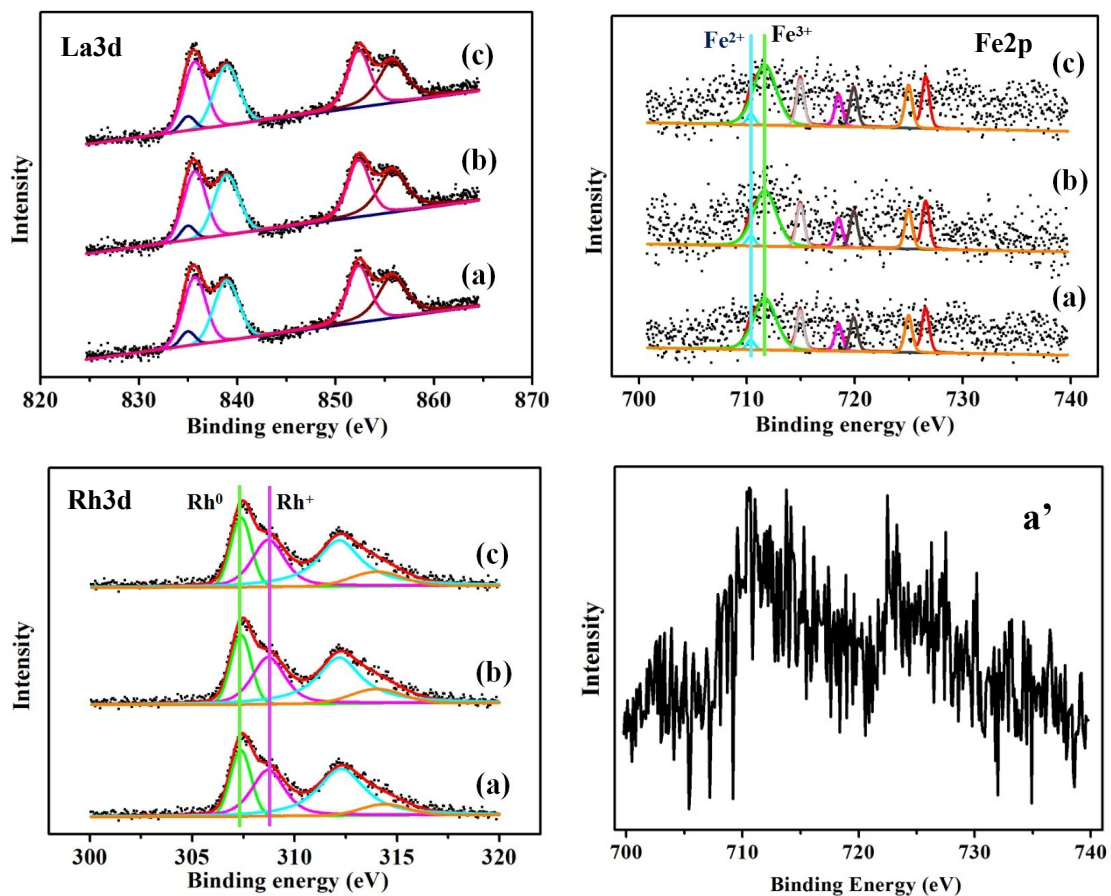 La3d
(c)
(b)
(a)
Intensity
820 830 840 852 860 870
Binding energy (eV)
Fe2p
Fe²⁺ Fe³⁺
(c)
(b)
(a)
Intensity
700 710 720 730 740
Binding energy (eV)
Rh3d
Rh⁰ Rh⁺
(c)
(b)
(a)
Intensity
300 305 310 315 320
Binding energy (eV)
a’
Intensity
700 710 720 730 740
Binding Energy (eV)